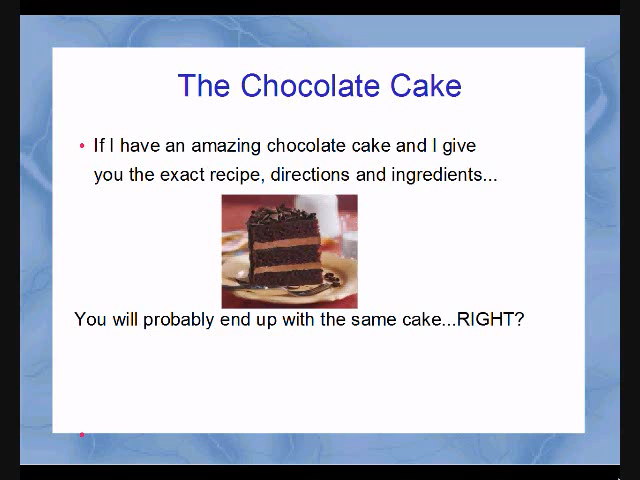 The Chocolate Cake
• If I have an amazing chocolate cake and I give
you the exact recipe, directions and ingredients...
You will probably end up with the same cake...RIGHT?